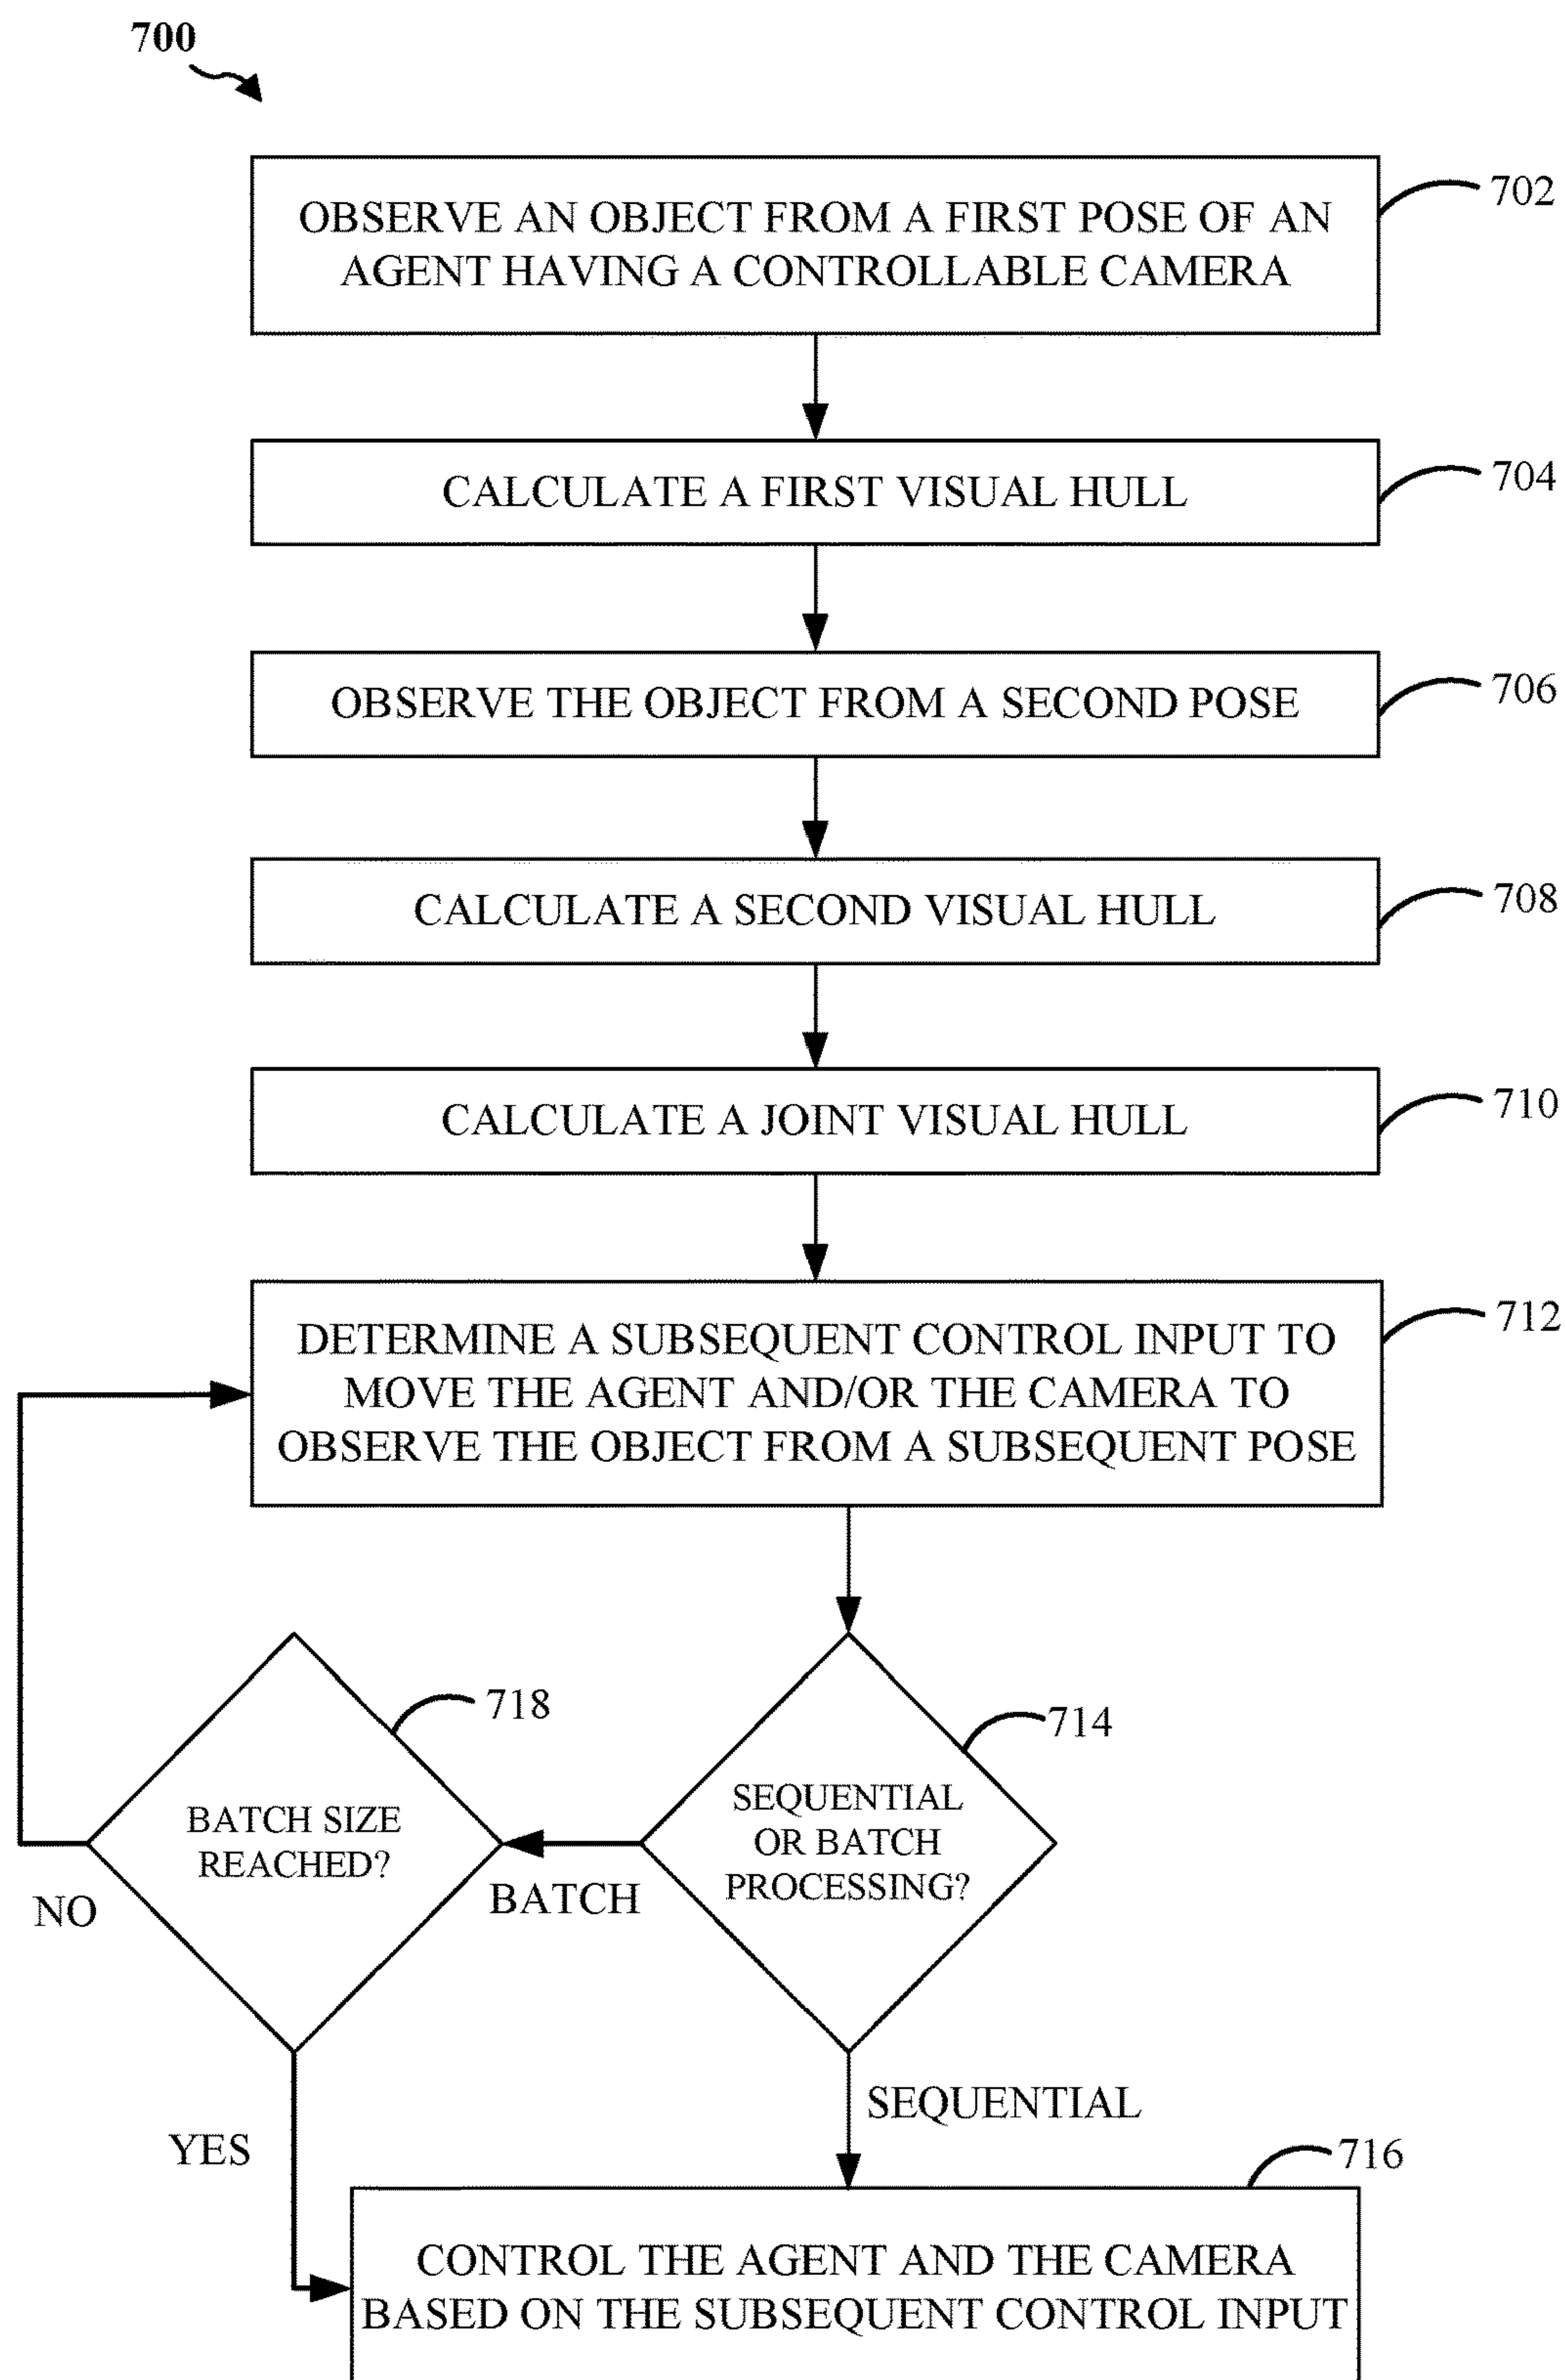 700
OBSERVE AN OBJECT FROM A FIRST POSE OF AN
AGENT HAVING A CONTROLLABLE CAMERA
702
CALCULATE A FIRST VISUAL HULL
704
OBSERVE THE OBJECT FROM A SECOND POSE
706
CALCULATE A SECOND VISUAL HULL
708
CALCULATE A JOINT VISUAL HULL
710
DETERMINE A SUBSEQUENT CONTROL INPUT TO
MOVE THE AGENT AND/OR THE CAMERA TO
OBSERVE THE OBJECT FROM A SUBSEQUENT POSE
712
SEQUENTIAL
OR BATCH
PROCESSING?
714
BATCH
BATCH SIZE
REACHED?
718
NO
YES
SEQUENTIAL
CONTROL THE AGENT AND THE CAMERA
BASED ON THE SUBSEQUENT CONTROL INPUT
716